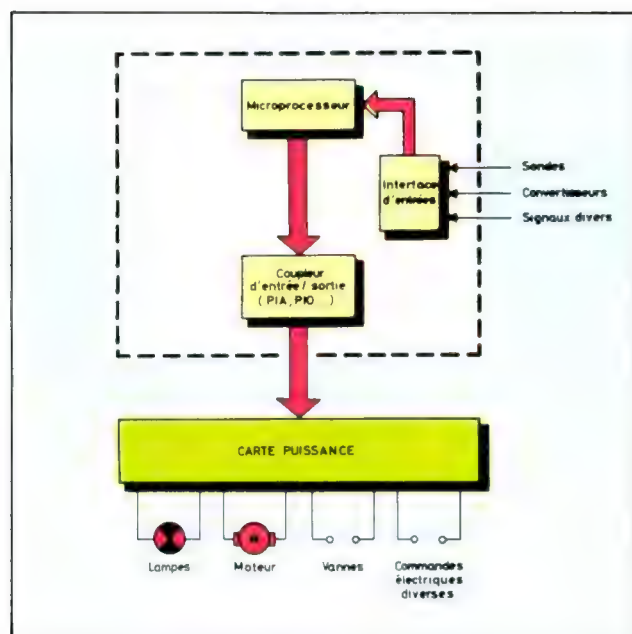 Microprocesseur
Interface
d'entrées
Sondes
Convertisseurs
Signaux divers
Coupleur
d'entrée/sortie
(PIA, PIO... )
CARTE PUISSANCE
Lampes
Moteur
Vannes
Commandes
électriques
diverses